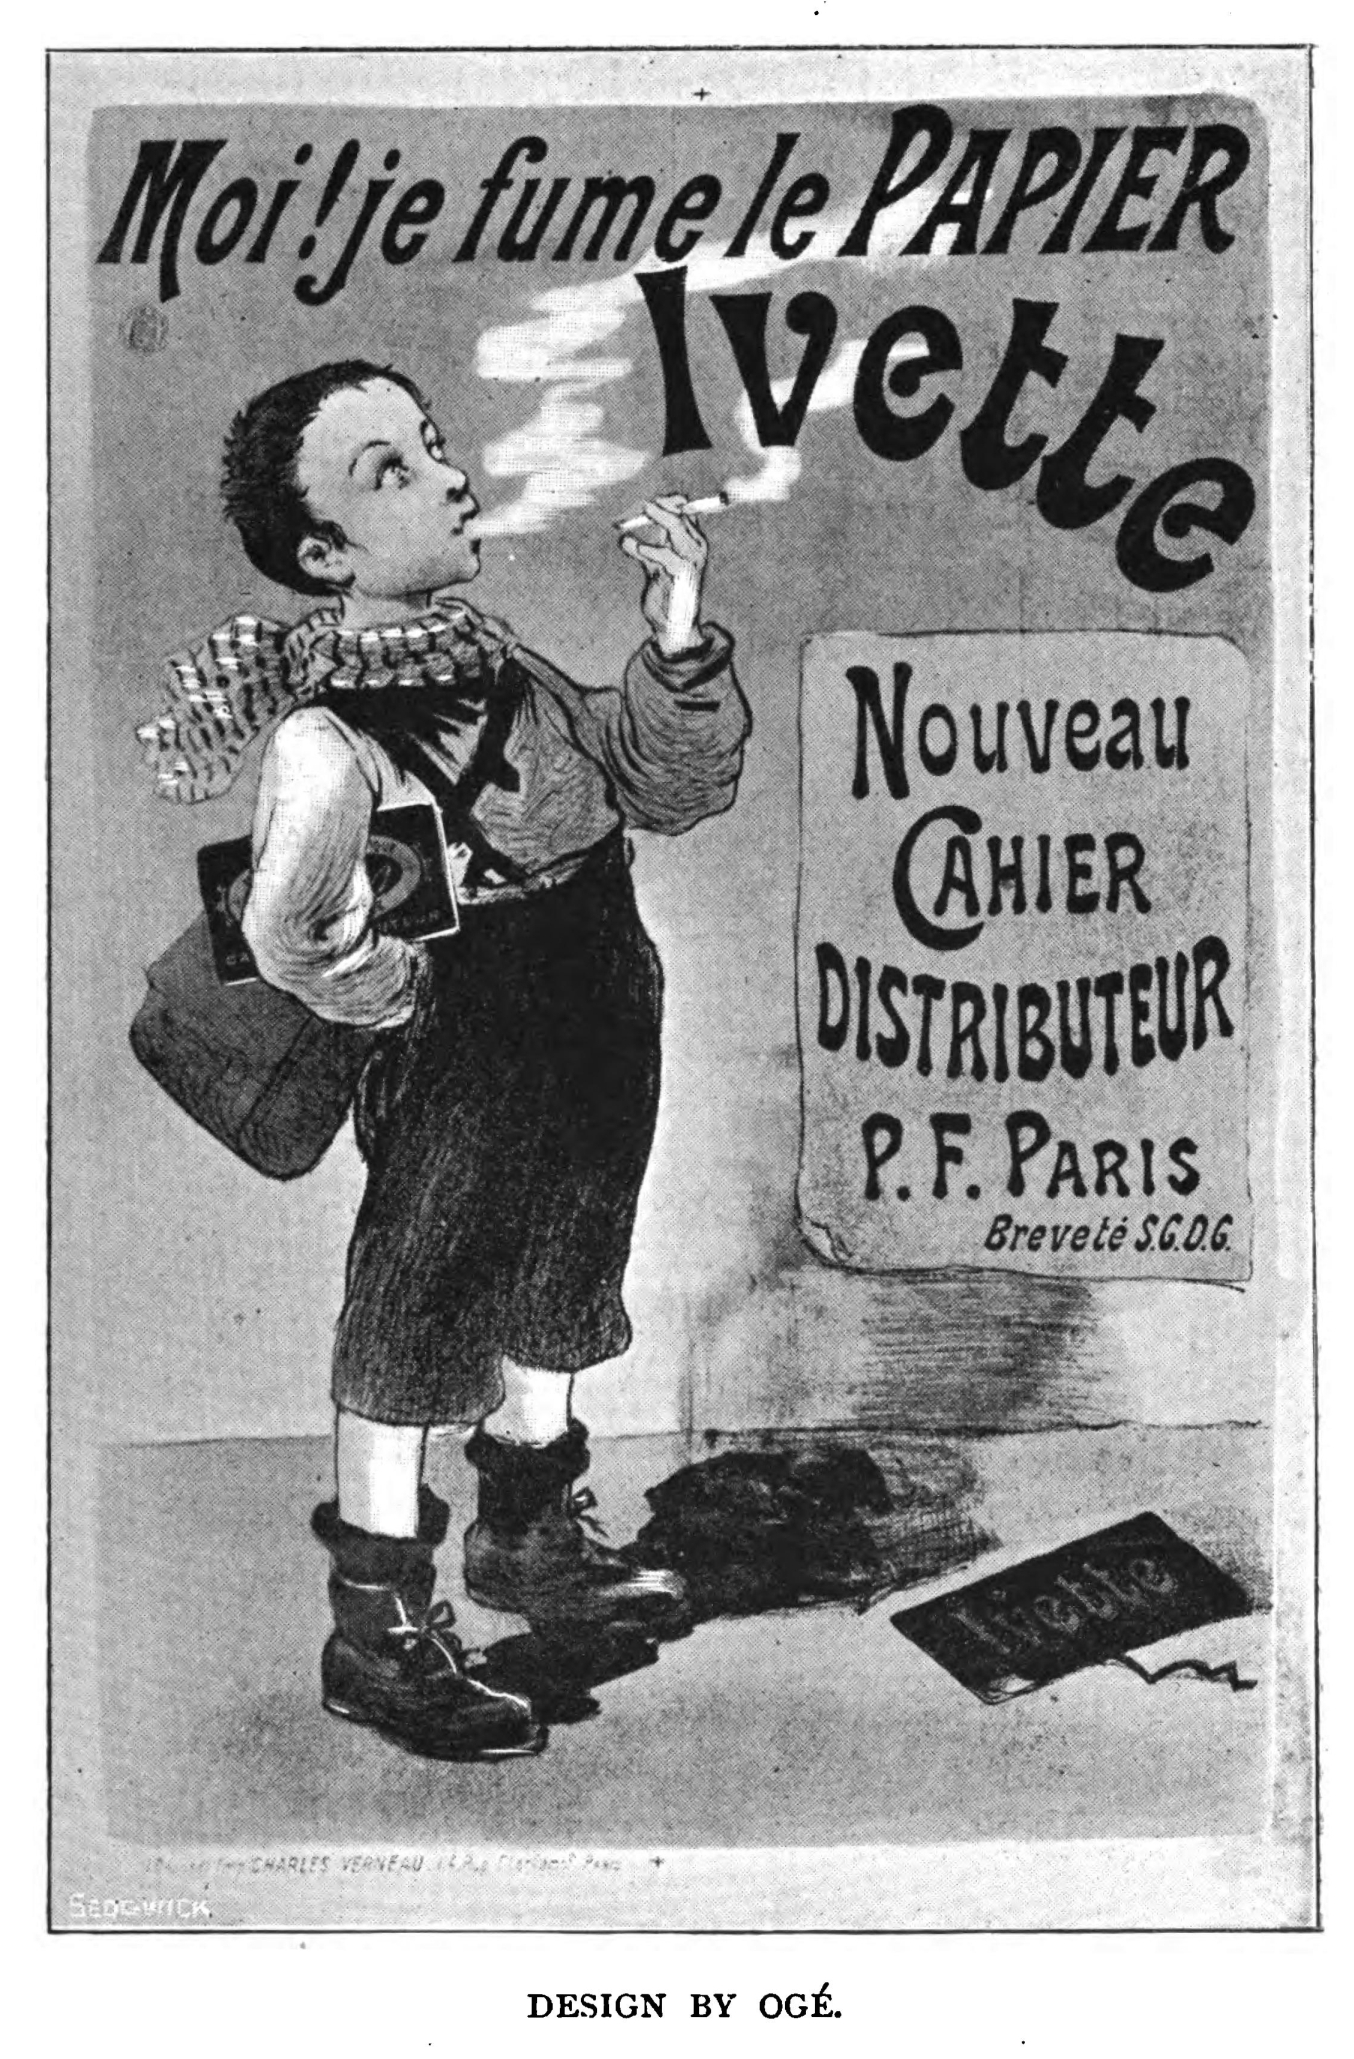 Moi! je fume le PAPIER
Ivette
NOUVEAU
CAHIER
DISTRIBUTEUR
P. F. PARIS
Breveté S.G.D.G.
Ivette
CHARLES VERNEAU
SEDGWICK
DESIGN BY OGÉ.